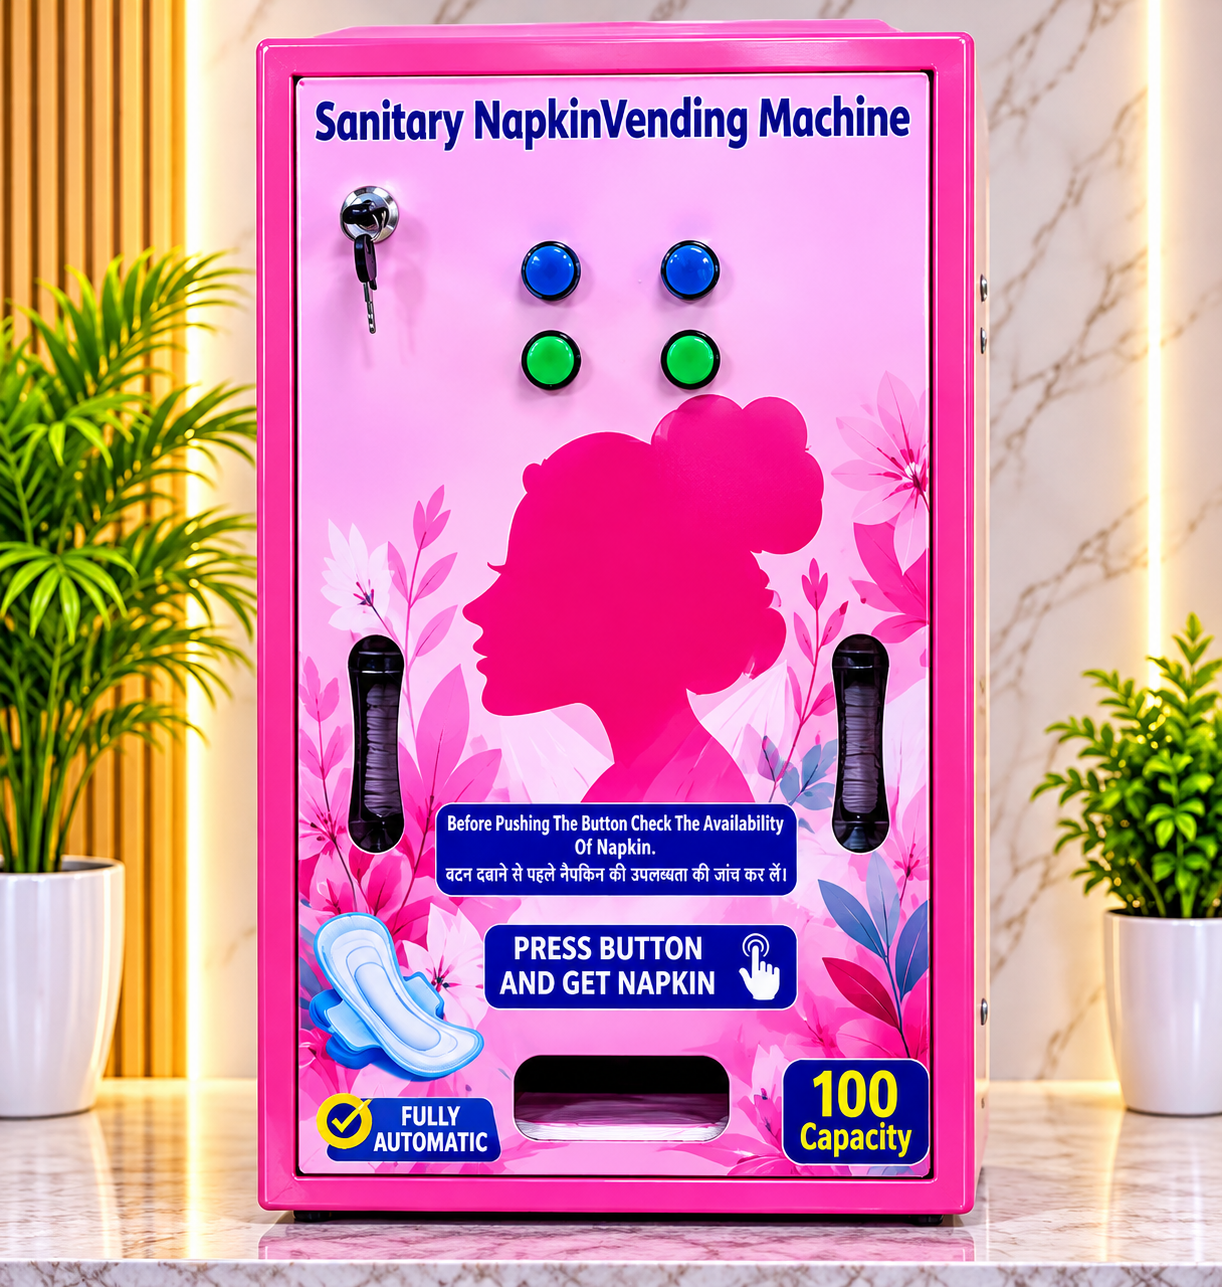 Sanitary NapkinVending Machine
Before Pushing The Button Check The Availability
Of Napkin.
वटन दबाने से पहले नैपकिन की उपलब्धता की जांच कर लें।
PRESS BUTTON
AND GET NAPKIN
FULLY
AUTOMATIC
100
Capacity